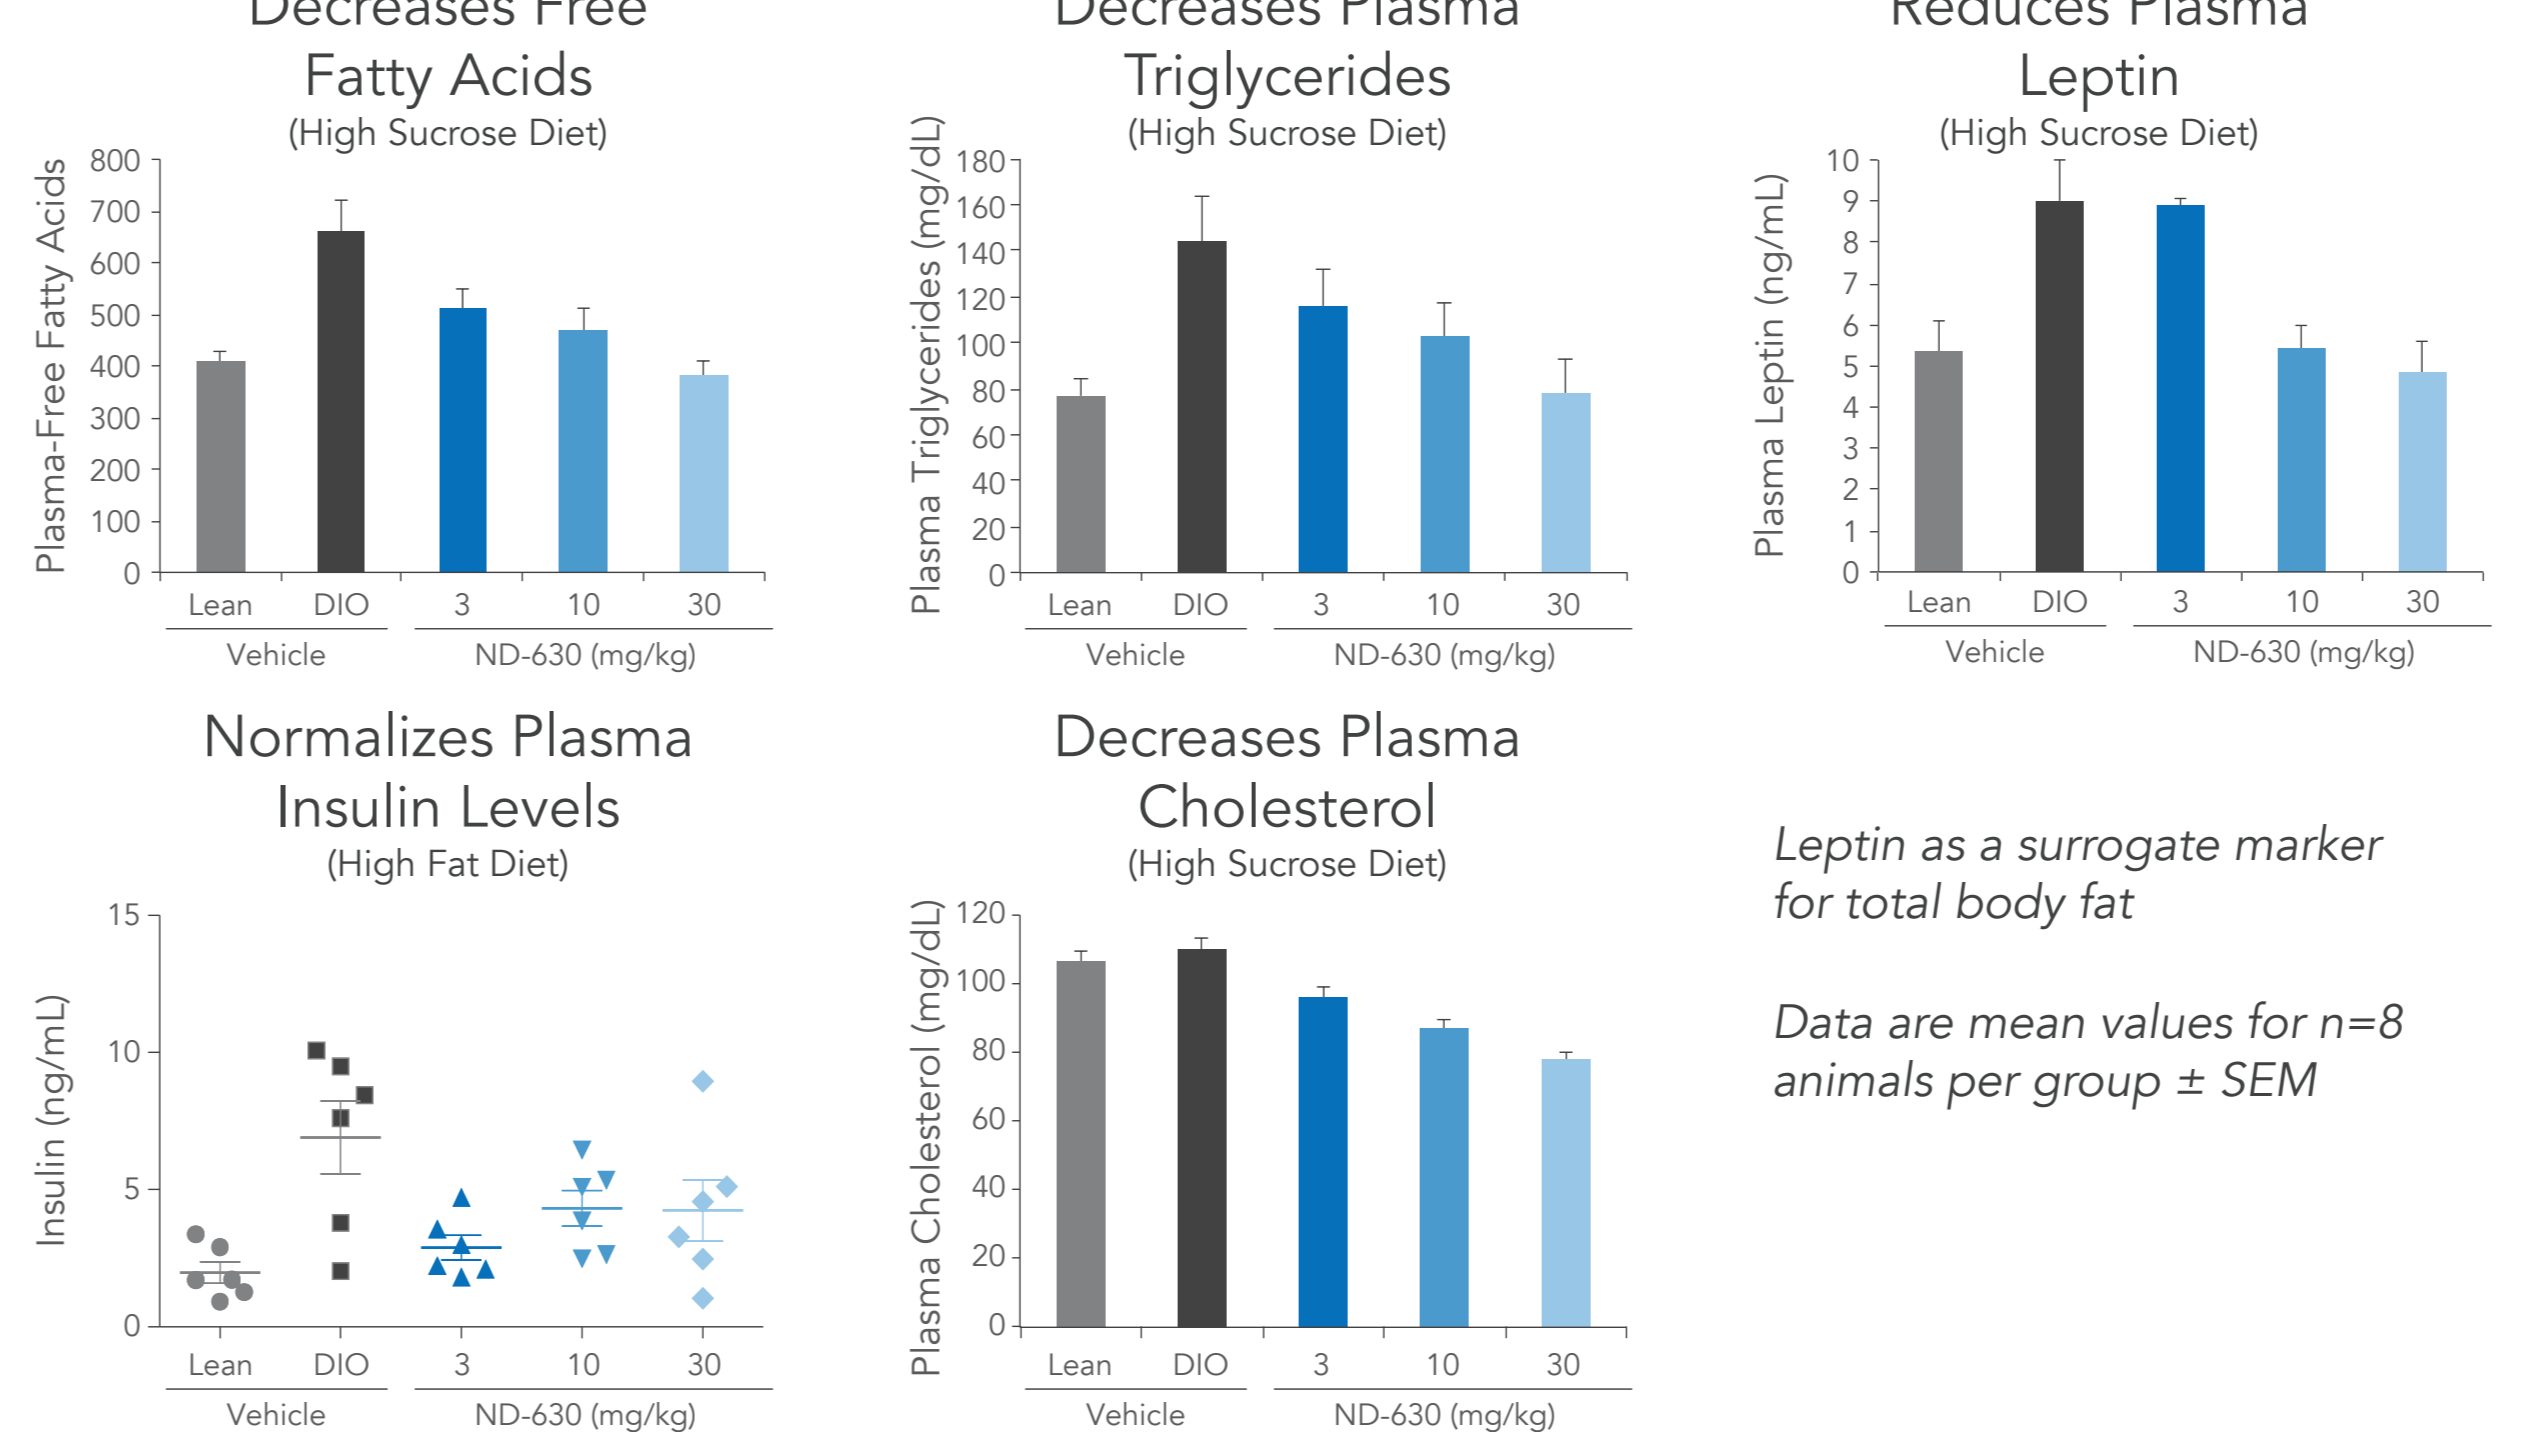 Decreases Free
Fatty Acids
(High Sucrose Diet)
Plasma-Free Fatty Acids
800
700
600
500
400
300
200
100
0
Lean DIO 3 10 30
Vehicle ND-630 (mg/kg)
Decreases Plasma
Triglycerides
(High Sucrose Diet)
Plasma Triglycerides (mg/dL)
180
160
140
120
100
80
60
40
20
0
Lean DIO 3 10 30
Vehicle ND-630 (mg/kg)
Reduces Plasma
Leptin
(High Sucrose Diet)
Plasma Leptin (ng/mL)
10
9
8
7
6
5
4
3
2
1
0
Lean DIO 3 10 30
Vehicle ND-630 (mg/kg)
Normalizes Plasma
Insulin Levels
(High Fat Diet)
Insulin (ng/mL)
15
10
5
0
Lean DIO 3 10 30
Vehicle ND-630 (mg/kg)
Decreases Plasma
Cholesterol
(High Sucrose Diet)
Plasma Cholesterol (mg/dL)
120
100
80
60
40
20
0
Lean DIO 3 10 30
Vehicle ND-630 (mg/kg)
Leptin as a surrogate marker
for total body fat
Data are mean values for n=8
animals per group ± SEM